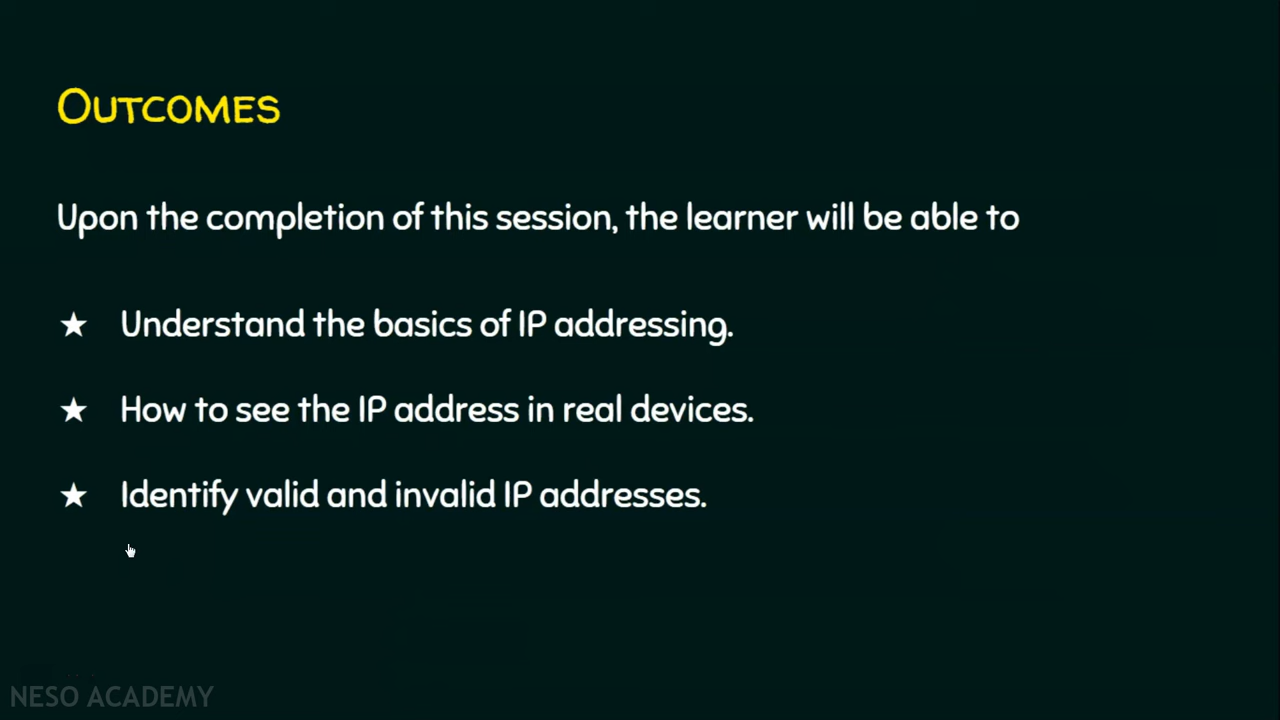 OUTCOMES
Upon the completion of this session, the learner will be able to
★ Understand the basics of IP addressing.
★ How to see the IP address in real devices.
★ Identify valid and invalid IP addresses.
NESO ACADEMY